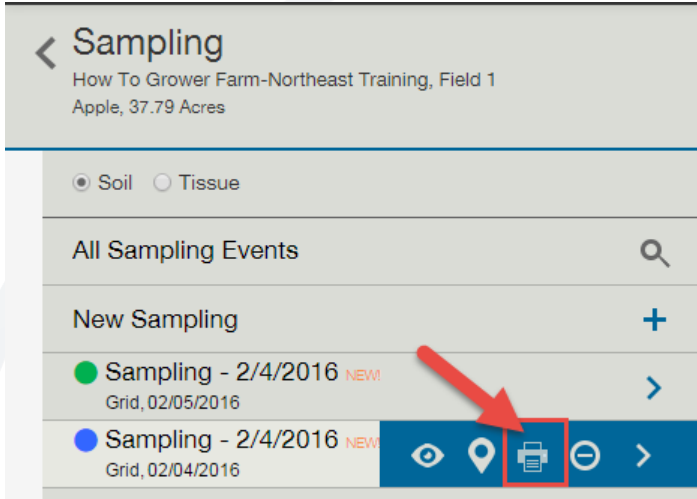 Sampling
How To Grower Farm-Northeast Training, Field 1
Apple, 37.79 Acres
Soil Tissue
All Sampling Events
New Sampling
Sampling - 2/4/2016 NEW!
Grid, 02/05/2016
Sampling - 2/4/2016 NEW
Grid, 02/04/2016